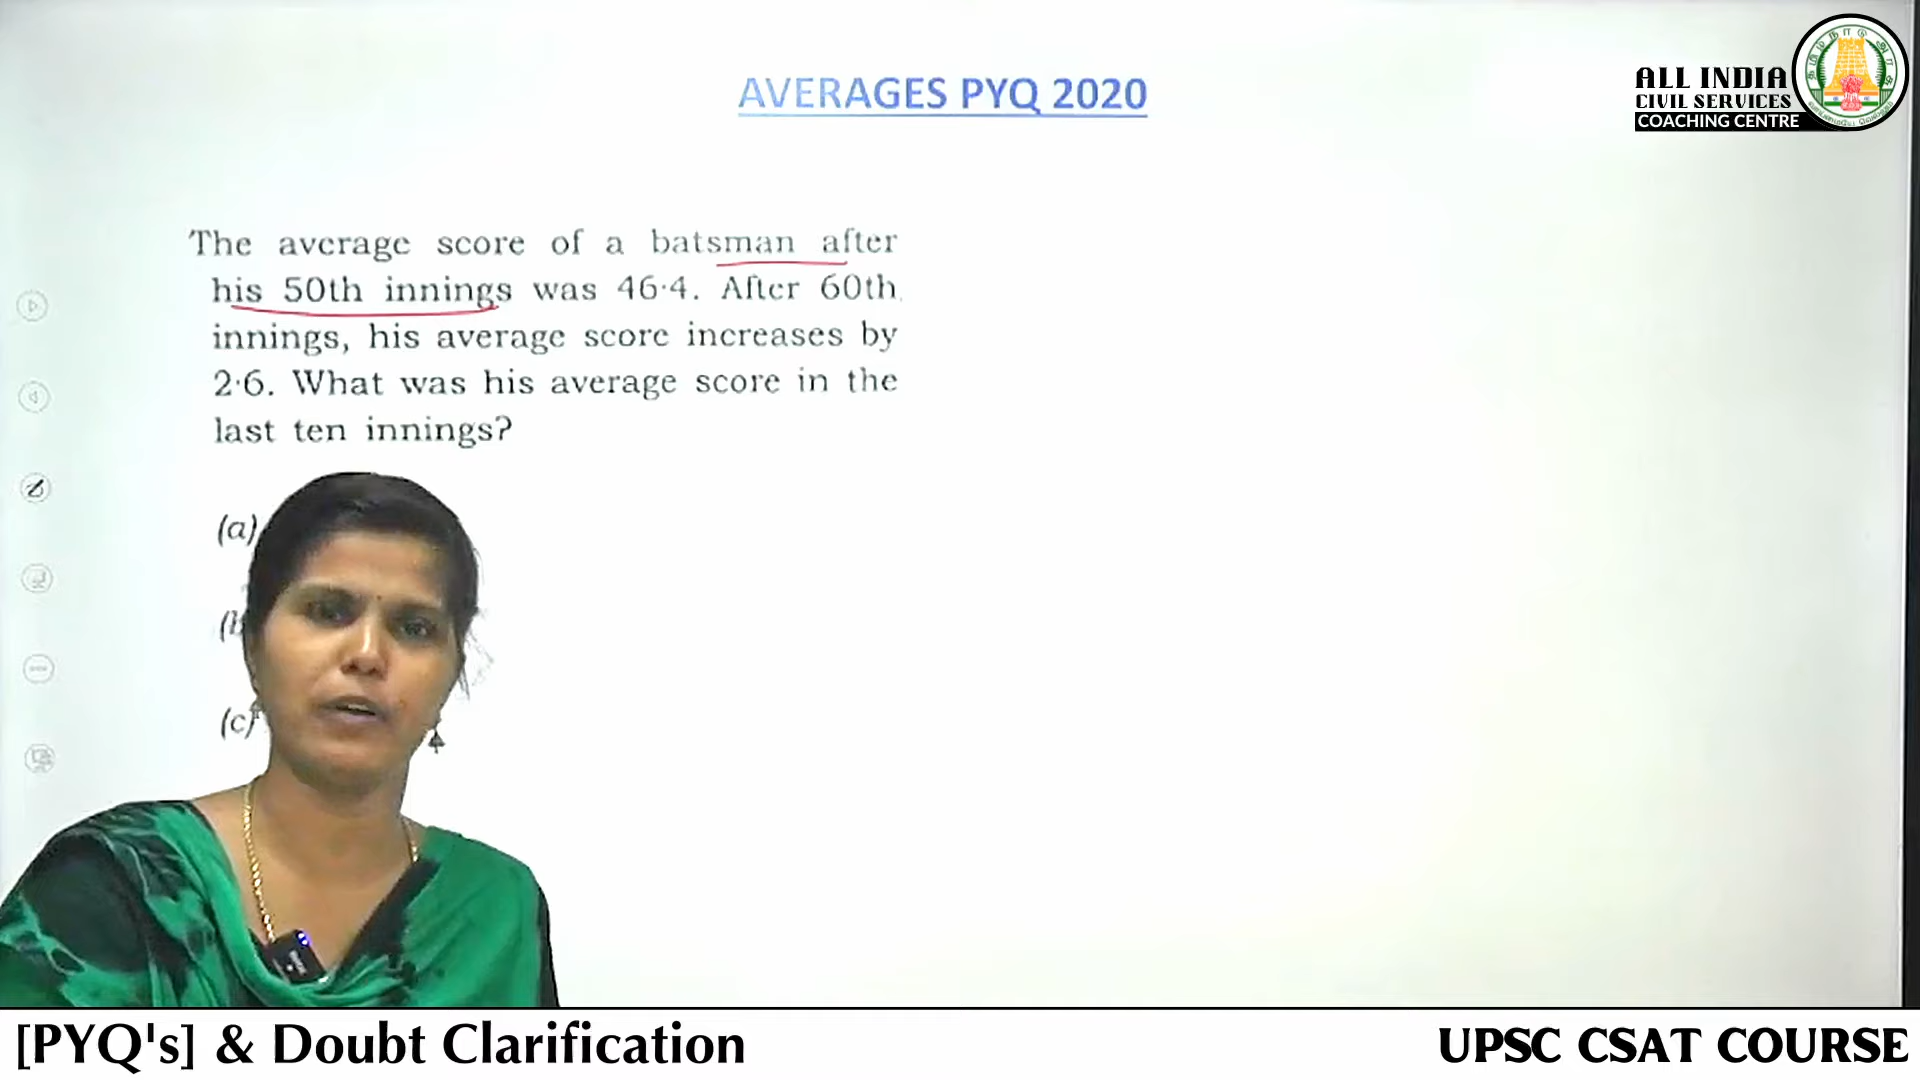 AVERAGES PYQ 2020
ALL INDIA
CIVIL SERVICES
COACHING CENTRE
The average score of a batsman after
his 50th innings was 46·4. After 60th
innings, his average score increases by
2·6. What was his average score in the
last ten innings?
(a)
(b
(c)
[PYQ's] & Doubt Clarification
UPSC CSAT COURSE